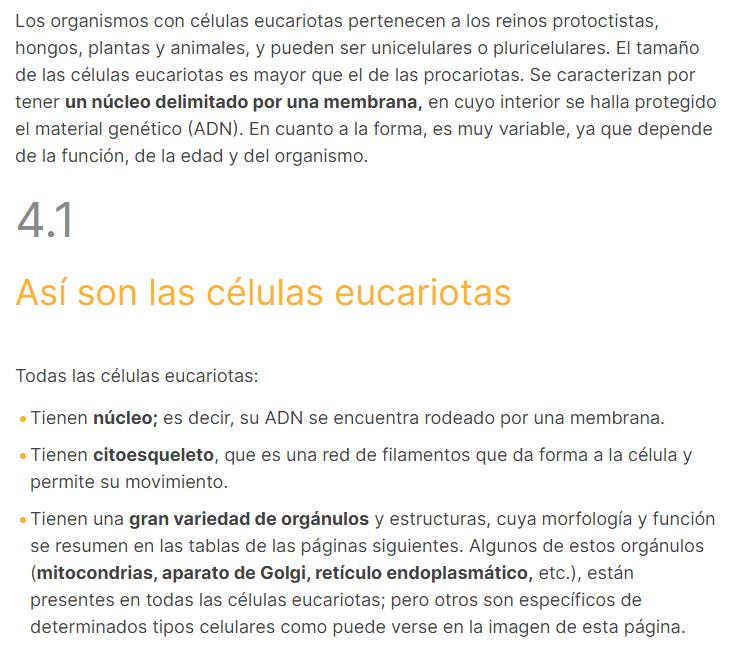 Los organismos con células eucariotas pertenecen a los reinos protoctistas,
hongos, plantas y animales, y pueden ser unicelulares o pluricelulares. El tamaño
de las células eucariotas es mayor que el de las procariotas. Se caracterizan por
tener un núcleo delimitado por una membrana, en cuyo interior se halla protegido
el material genético (ADN). En cuanto a la forma, es muy variable, ya que depende
de la función, de la edad y del organismo.
4.1
Así son las células eucariotas
Todas las células eucariotas:
• Tienen núcleo; es decir, su ADN se encuentra rodeado por una membrana.
• Tienen citoesqueleto, que es una red de filamentos que da forma a la célula y
permite su movimiento.
• Tienen una gran variedad de orgánulos y estructuras, cuya morfología y función
se resumen en las tablas de las páginas siguientes. Algunos de estos orgánulos
(mitocondrias, aparato de Golgi, retículo endoplasmático, etc.), están
presentes en todas las células eucariotas; pero otros son específicos de
determinados tipos celulares como puede verse en la imagen de esta página.